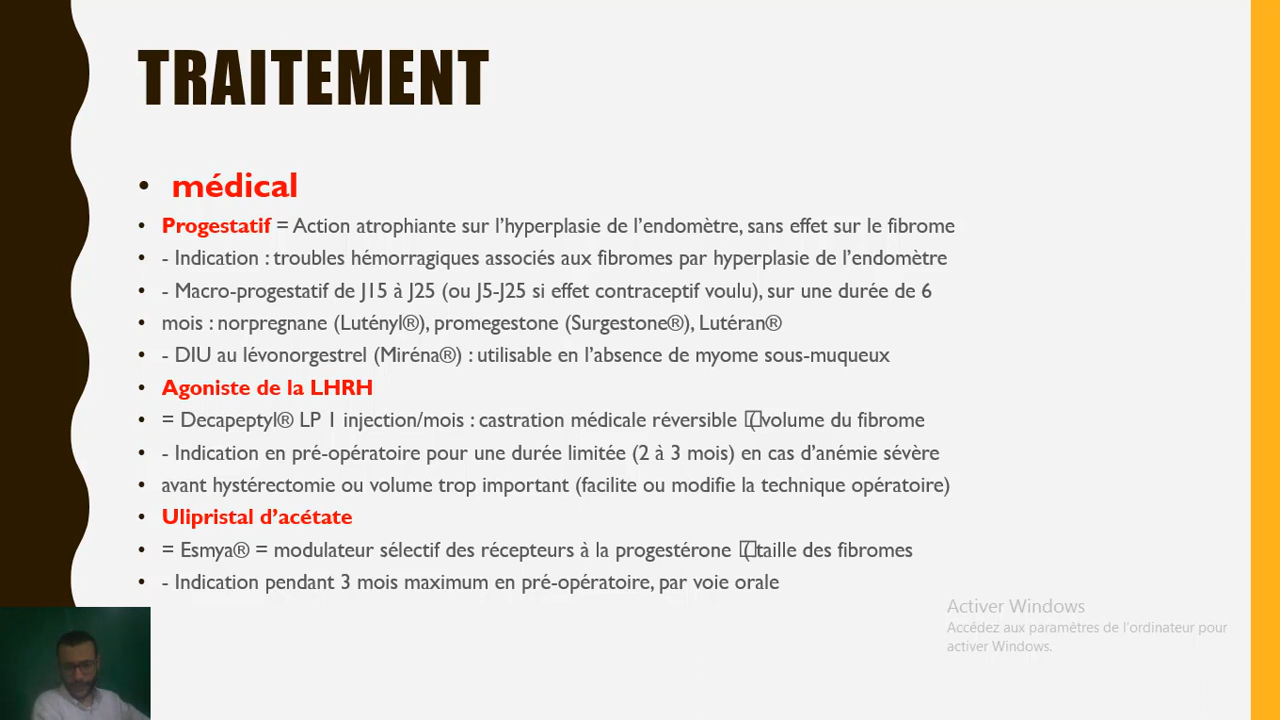 TRAITEMENT
• médical
• Progestatif = Action atrophiante sur l’hyperplasie de l’endomètre, sans effet sur le fibrome
• - Indication : troubles hémorragiques associés aux fibromes par hyperplasie de l’endomètre
• - Macro-progestatif de J15 à J25 (ou J5-J25 si effet contraceptif voulu), sur une durée de 6
• mois : norpregnane (Lutényl®), promegestone (Surgestone®), Lutéran®
• - DIU au lévonorgestrel (Miréna®) : utilisable en l’absence de myome sous-muqueux
• Agoniste de la LHRH
• = Decapeptyl® LP 1 injection/mois : castration médicale réversible volume du fibrome
• - Indication en pré-opératoire pour une durée limitée (2 à 3 mois) en cas d’anémie sévère
• avant hystérectomie ou volume trop important (facilite ou modifie la technique opératoire)
• Ulipristal d’acétate
• = Esmya® = modulateur sélectif des récepteurs à la progestérone taille des fibromes
• - Indication pendant 3 mois maximum en pré-opératoire, par voie orale
Activer Windows
Accédez aux paramètres de l’ordinateur pour
activer Windows.